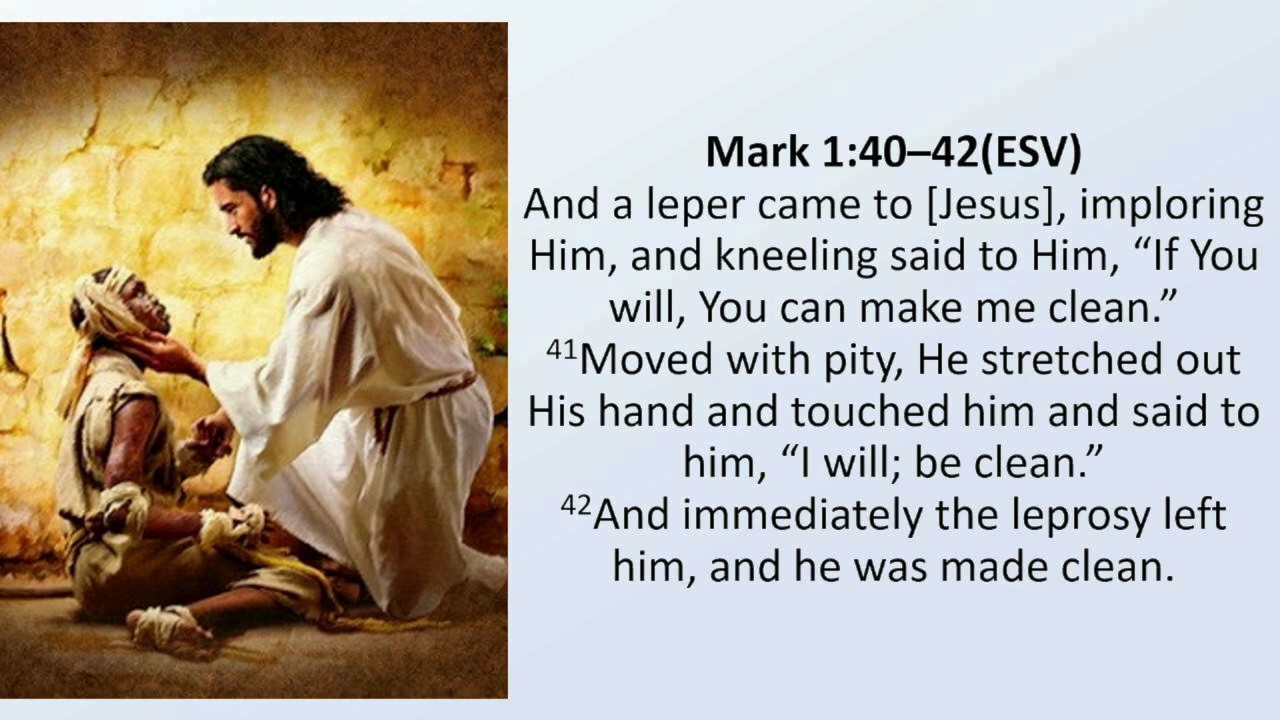 Mark 1:40–42(ESV)
And a leper came to [Jesus], imploring
Him, and kneeling said to Him, “If You
will, You can make me clean.”
⁴¹Moved with pity, He stretched out
His hand and touched him and said to
him, “I will; be clean.”
⁴²And immediately the leprosy left
him, and he was made clean.